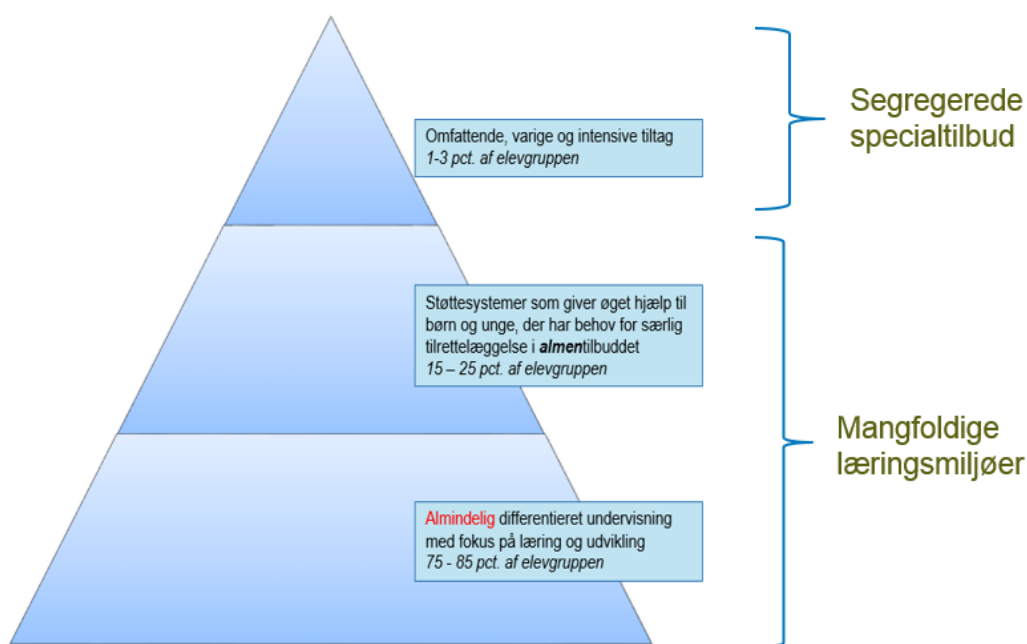 Segregerede
specialtilbud
Omfattende, varige og intensive tiltag
1-3 pct. af elevgruppen
Støttesystemer som giver øget hjælp til
børn og unge, der har behov for særlig
tilrettelæggelse i almentilbuddet
15 – 25 pct. af elevgruppen
Mangfoldige
læringsmiljøer
Almindelig differentieret undervisning
med fokus på læring og udvikling
75 - 85 pct. af elevgruppen